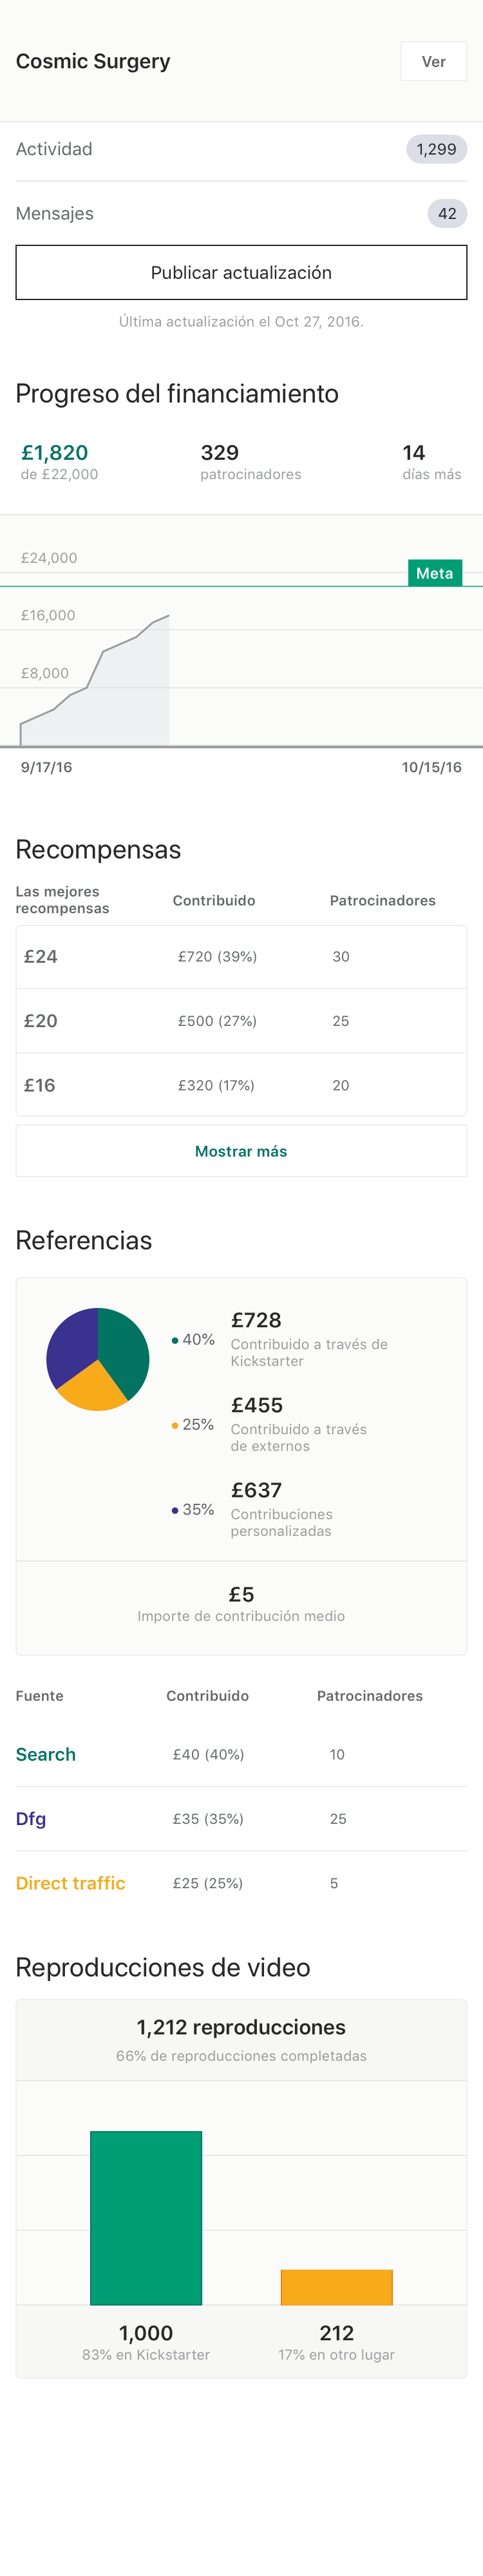 Cosmic Surgery
Ver
Actividad
1,299
Mensajes
42
Publicar actualización
Última actualización el Oct 27, 2016.
Progreso del financiamiento
£1,820 329 14
de £22,000 patrocinadores días más
£24,000
Meta
£16,000
£8,000
9/17/16 10/15/16
Recompensas
Las mejores
recompensas
Contribuido
Patrocinadores
£24 £720 (39%) 30
£20 £500 (27%) 25
£16 £320 (17%) 20
Mostrar más
Referencias
40%
£728
Contribuido a través de
Kickstarter
25%
£455
Contribuido a través
de externos
35%
£637
Contribuciones
personalizadas
£5
Importe de contribución medio
Fuente Contribuido Patrocinadores
Search £40 (40%) 10
Dfg £35 (35%) 25
Direct traffic £25 (25%) 5
Reproducciones de video
1,212 reproducciones
66% de reproducciones completadas
1,000 212
83% en Kickstarter 17% en otro lugar